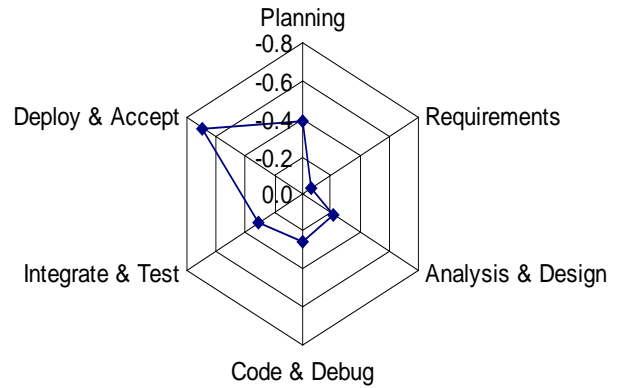 Planning
-0.8
-0.6
Deploy & Accept
-0.4
Requirements
-0.2
0.0
Integrate & Test
Analysis & Design
Code & Debug